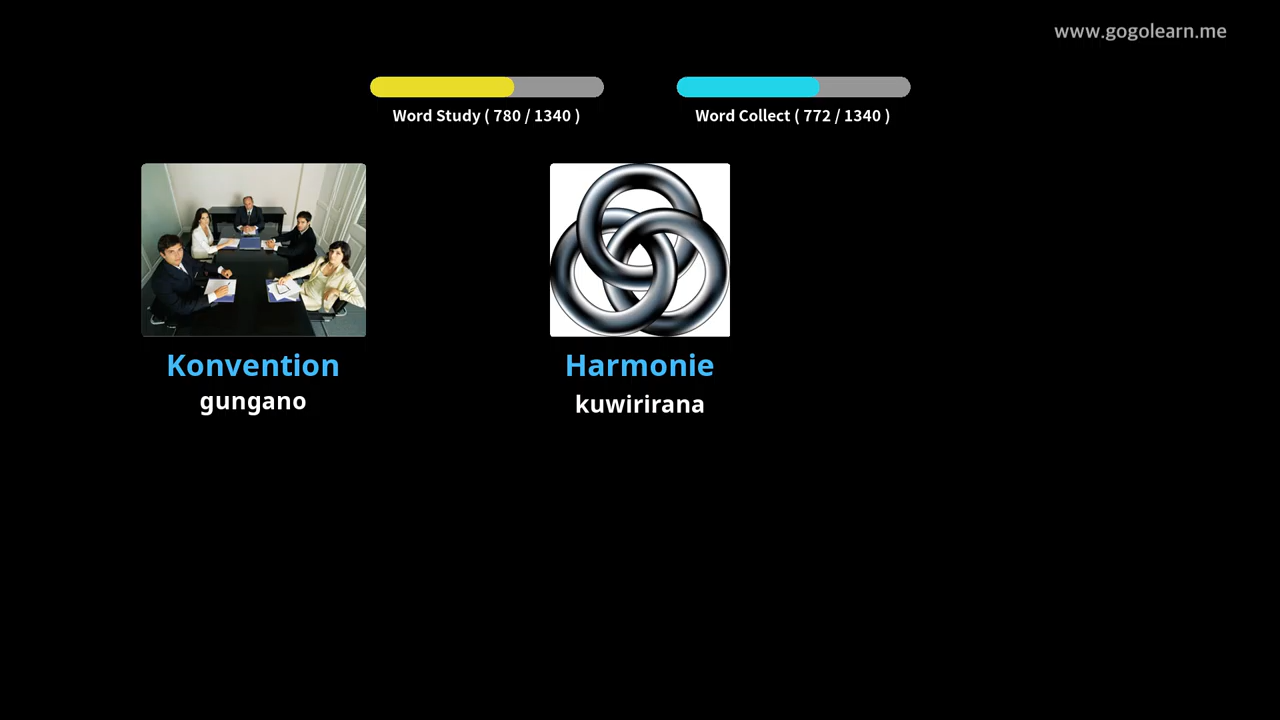 www.gogolearn.me
Word Study ( 780 / 1340 )
Word Collect ( 772 / 1340 )
Konvention
gungano
Harmonie
kuwirirana